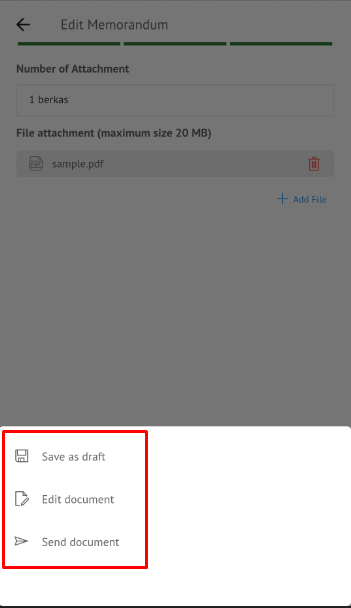 Edit Memorandum
Number of Attachment
1 berkas
File attachment (maximum size 20 MB)
PDF sample.pdf
Add File
Save as draft
Edit document
Send document